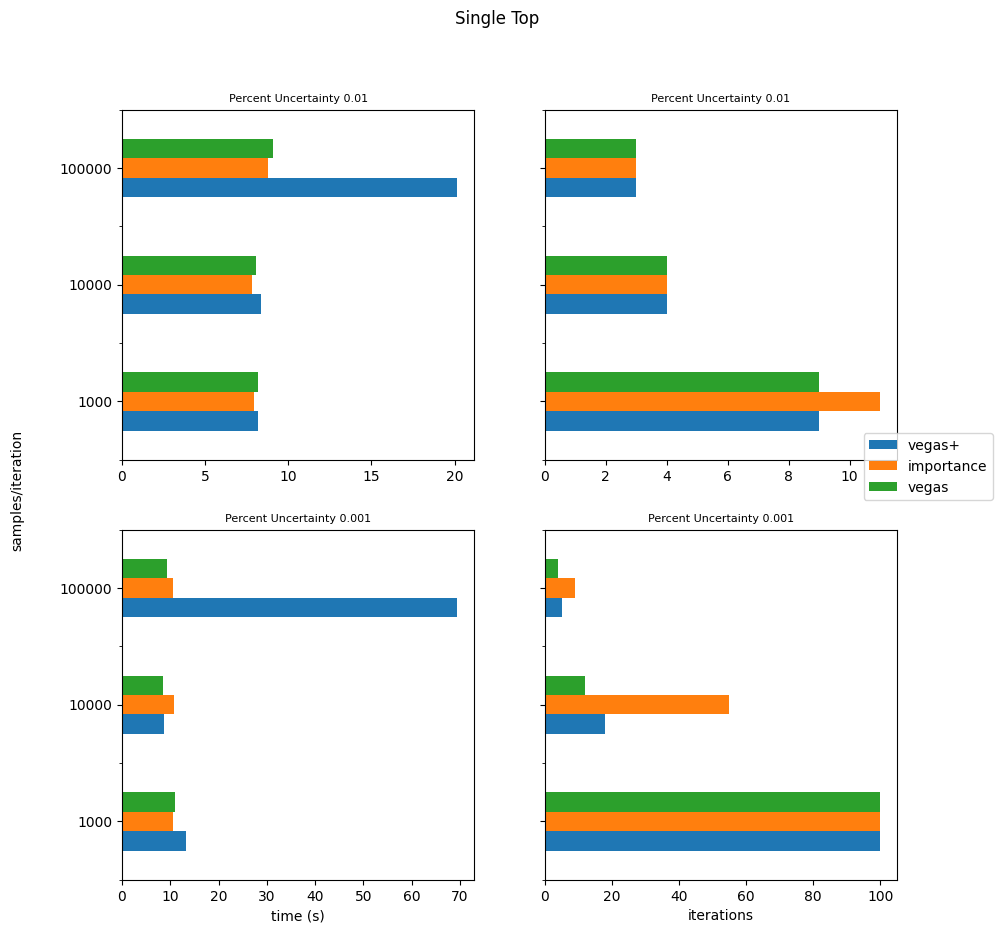 Single Top
Percent Uncertainty 0.01
Percent Uncertainty 0.01
100000
10000
1000
0 5 10 15 20
0 2 4 6 8 10
vegas+
importance
vegas
samples/iteration
Percent Uncertainty 0.001
Percent Uncertainty 0.001
100000
10000
1000
0 10 20 30 40 50 60 70
0 20 40 60 80 100
time (s)
iterations